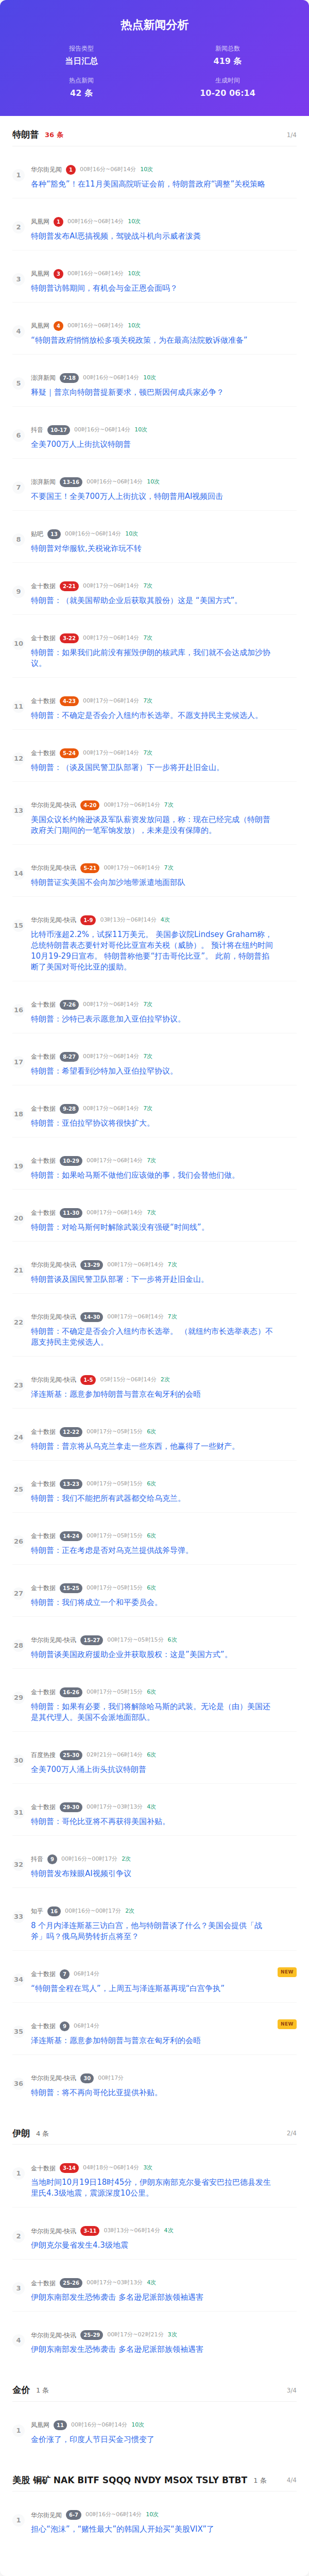 热点新闻分析
报告类型
新闻总数
当日汇总
419 条
热点新闻
生成时间
42 条
10-20 06:14
特朗普 36 条 1/4
1
华尔街见闻 1 00时16分~06时14分 10次
各种“豁免”！在11月美国高院听证会前，特朗普政府“调整”关税策略
2
凤凰网 1 00时16分~06时14分 10次
特朗普发布AI恶搞视频，驾驶战斗机向示威者泼粪
3
凤凰网 3 00时16分~06时14分 10次
特朗普访韩期间，有机会与金正恩会面吗？
4
凤凰网 4 00时16分~06时14分 10次
“特朗普政府悄悄放松多项关税政策，为在最高法院败诉做准备”
5
澎湃新闻 7-18 00时16分~06时14分 10次
释疑｜普京向特朗普提新要求，顿巴斯因何成兵家必争？
6
抖音 10-17 00时16分~06时14分 10次
全美700万人上街抗议特朗普
7
澎湃新闻 13-16 00时16分~06时14分 10次
不要国王！全美700万人上街抗议，特朗普用AI视频回击
8
贴吧 13 00时16分~06时14分 10次
特朗普对华服软,关税讹诈玩不转
9
金十数据 2-21 00时17分~06时14分 7次
特朗普：（就美国帮助企业后获取其股份）这是 “美国方式”。
10
金十数据 3-22 00时17分~06时14分 7次
特朗普：如果我们此前没有摧毁伊朗的核武库，我们就不会达成加沙协
议。
11
金十数据 4-23 00时17分~06时14分 7次
特朗普：不确定是否会介入纽约市长选举。不愿支持民主党候选人。
12
金十数据 5-24 00时17分~06时14分 7次
特朗普：（谈及国民警卫队部署）下一步将开赴旧金山。
13
华尔街见闻-快讯 4-20 00时17分~06时14分 7次
美国众议长约翰逊谈及军队薪资发放问题，称：现在已经完成（特朗普
政府关门期间的一笔军饷发放），未来是没有保障的。
14
华尔街见闻-快讯 5-21 00时17分~06时14分 7次
特朗普证实美国不会向加沙地带派遣地面部队
15
华尔街见闻-快讯 1-9 03时13分~06时14分 4次
比特币涨超2.2%，试探11万美元。 美国参议院Lindsey Graham称，
总统特朗普表态要针对哥伦比亚宣布关税（威胁）。 预计将在纽约时间
10月19-29日宣布。 特朗普称他要“打击哥伦比亚”。 此前，特朗普掐
断了美国对哥伦比亚的援助。
16
金十数据 7-26 00时17分~06时14分 7次
特朗普：沙特已表示愿意加入亚伯拉罕协议。
17
金十数据 8-27 00时17分~06时14分 7次
特朗普：希望看到沙特加入亚伯拉罕协议。
18
金十数据 9-28 00时17分~06时14分 7次
特朗普：亚伯拉罕协议将很快扩大。
19
金十数据 10-29 00时17分~06时14分 7次
特朗普：如果哈马斯不做他们应该做的事，我们会替他们做。
20
金十数据 11-30 00时17分~06时14分 7次
特朗普：对哈马斯何时解除武装没有强硬“时间线”。
21
华尔街见闻-快讯 13-29 00时17分~06时14分 7次
特朗普谈及国民警卫队部署：下一步将开赴旧金山。
22
华尔街见闻-快讯 14-30 00时17分~06时14分 7次
特朗普：不确定是否会介入纽约市长选举。 （就纽约市长选举表态）不
愿支持民主党候选人。
23
华尔街见闻-快讯 1-5 05时15分~06时14分 2次
泽连斯基：愿意参加特朗普与普京在匈牙利的会晤
24
金十数据 12-22 00时17分~05时15分 6次
特朗普：普京将从乌克兰拿走一些东西，他赢得了一些财产。
25
金十数据 13-23 00时17分~05时15分 6次
特朗普：我们不能把所有武器都交给乌克兰。
26
金十数据 14-24 00时17分~05时15分 6次
特朗普：正在考虑是否对乌克兰提供战斧导弹。
27
金十数据 15-25 00时17分~05时15分 6次
特朗普：我们将成立一个和平委员会。
28
华尔街见闻-快讯 15-27 00时17分~05时15分 6次
特朗普谈美国政府援助企业并获取股权：这是“美国方式”。
29
金十数据 16-26 00时17分~05时15分 6次
特朗普：如果有必要，我们将解除哈马斯的武装。无论是（由）美国还
是其代理人。美国不会派地面部队。
30
百度热搜 25-30 02时21分~06时14分 6次
全美700万人涌上街头抗议特朗普
31
金十数据 29-30 00时17分~03时13分 4次
特朗普：哥伦比亚将不再获得美国补贴。
32
抖音 9 00时16分~00时17分 2次
特朗普发布辣眼AI视频引争议
33
知乎 16 00时16分~00时17分 2次
8 个月内泽连斯基三访白宫，他与特朗普谈了什么？美国会提供「战
斧」吗？俄乌局势转折点将至？
34
金十数据 7 06时14分 NEW
“特朗普全程在骂人”，上周五与泽连斯基再现“白宫争执”
35
金十数据 9 06时14分 NEW
泽连斯基：愿意参加特朗普与普京在匈牙利的会晤
36
华尔街见闻-快讯 30 00时17分
特朗普：将不再向哥伦比亚提供补贴。
伊朗 4 条 2/4
1
金十数据 3-14 04时18分~06时14分 3次
当地时间10月19日18时45分，伊朗东南部克尔曼省安巴拉巴德县发生
里氏4.3级地震，震源深度10公里。
2
华尔街见闻-快讯 3-11 03时13分~06时14分 4次
伊朗克尔曼省发生4.3级地震
3
金十数据 25-26 00时17分~03时13分 4次
伊朗东南部发生恐怖袭击 多名逊尼派部族领袖遇害
4
华尔街见闻-快讯 25-29 00时17分~02时21分 3次
伊朗东南部发生恐怖袭击 多名逊尼派部族领袖遇害
金价 1 条 3/4
1
凤凰网 11 00时16分~06时14分 10次
金价涨了，印度人节日买金习惯变了
美股 铜矿 NAK BITF SQQQ NVDY MSOX TSLY BTBT 1 条 4/4
1
华尔街见闻 6-7 00时16分~06时14分 10次
担心“泡沫”，“赌性最大”的韩国人开始买“美股VIX”了